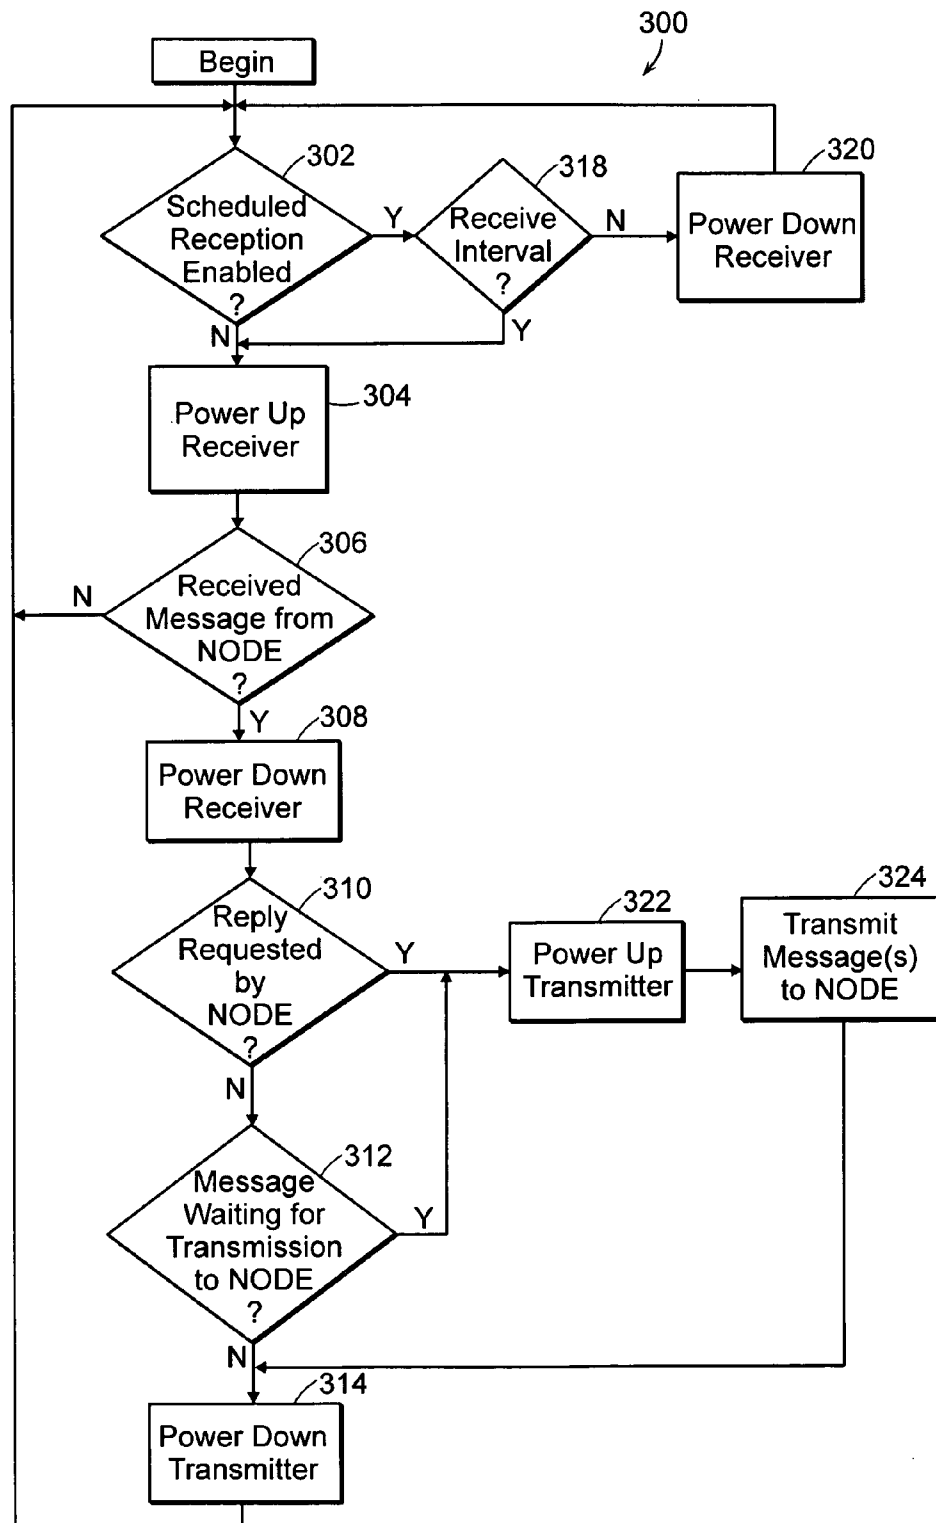 300
Begin
302
Scheduled
Reception
Enabled
?
Y
N
318
Receive
Interval
?
N
Y
320
Power Down
Receiver
304
Power Up
Receiver
306
Received
Message from
NODE
?
N
Y
308
Power Down
Receiver
310
Reply
Requested
by
NODE
?
Y
N
322
Power Up
Transmitter
324
Transmit
Message(s)
to NODE
312
Message
Waiting for
Transmission
to NODE
?
Y
N
314
Power Down
Transmitter